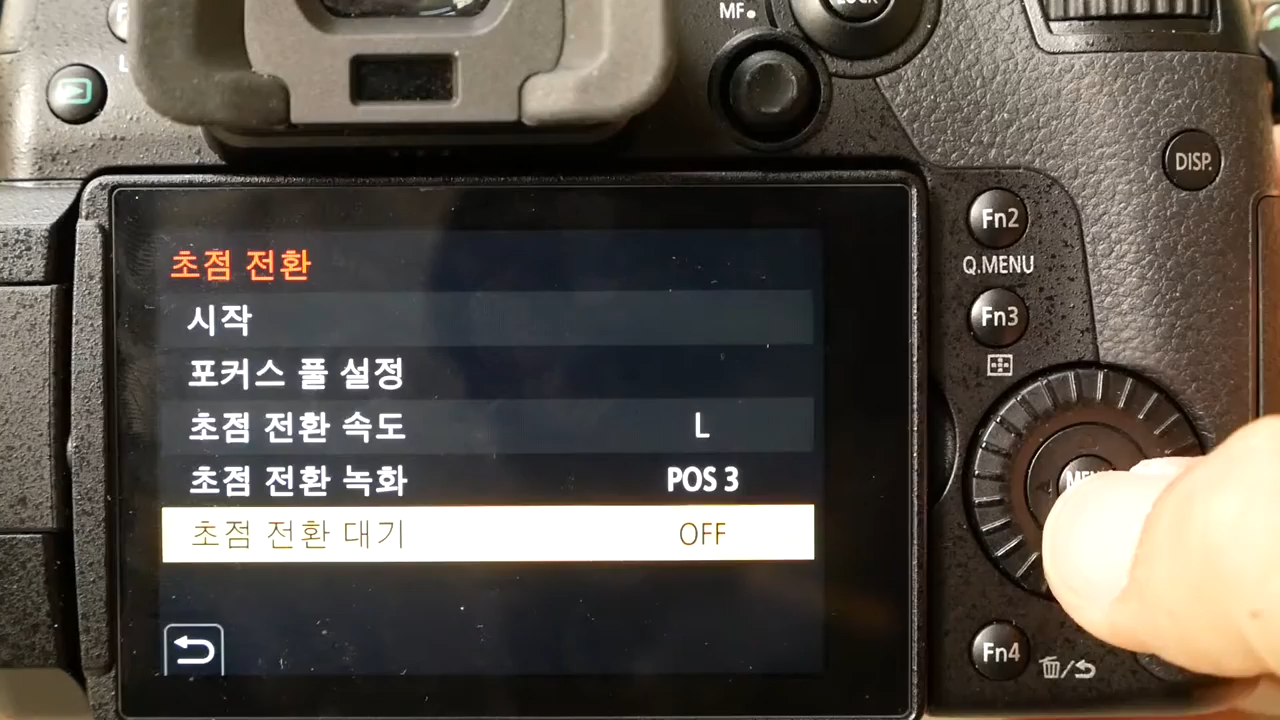 MF
LOCK
DISP.
Fn2
Q.MENU
Fn3
초점 전환
시작
포커스 풀 설정
초점 전환 속도 L
초점 전환 녹화 POS 3
초점 전환 대기 OFF
Fn4